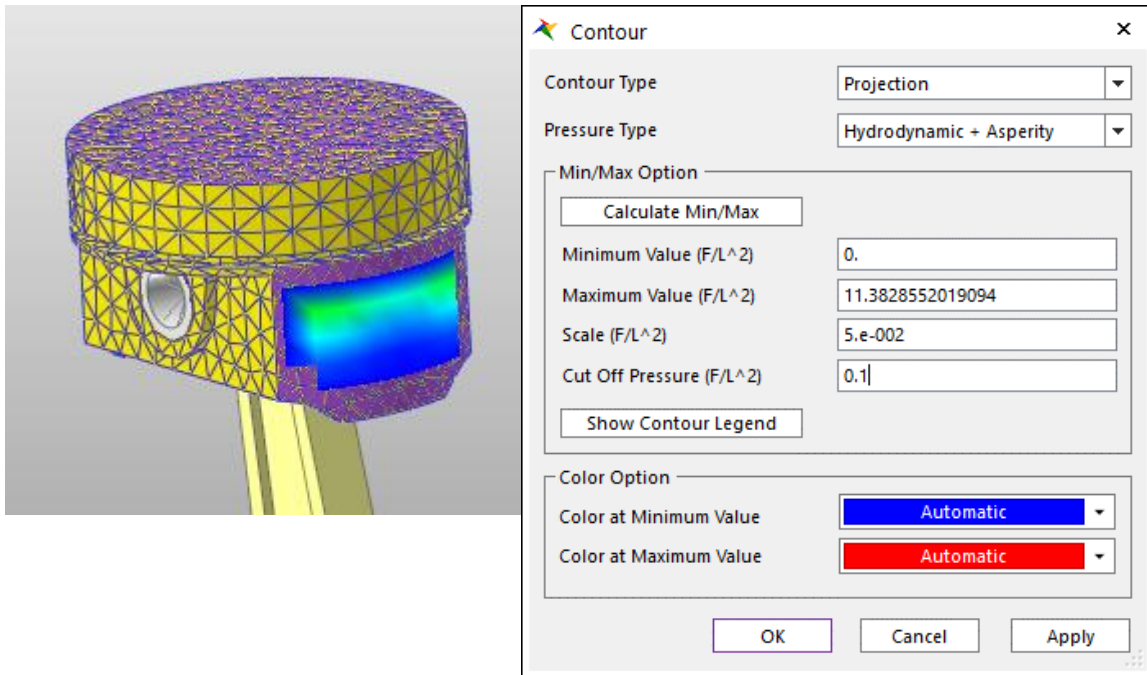 Contour
Contour Type Projection
Pressure Type Hydrodynamic + Asperity
Min/Max Option
Calculate Min/Max
Minimum Value (F/L^2) 0.
Maximum Value (F/L^2) 11.3828552019094
Scale (F/L^2) 5.e-002
Cut Off Pressure (F/L^2) 0.1
Show Contour Legend
Color Option
Color at Minimum Value Automatic
Color at Maximum Value Automatic
OK Cancel Apply